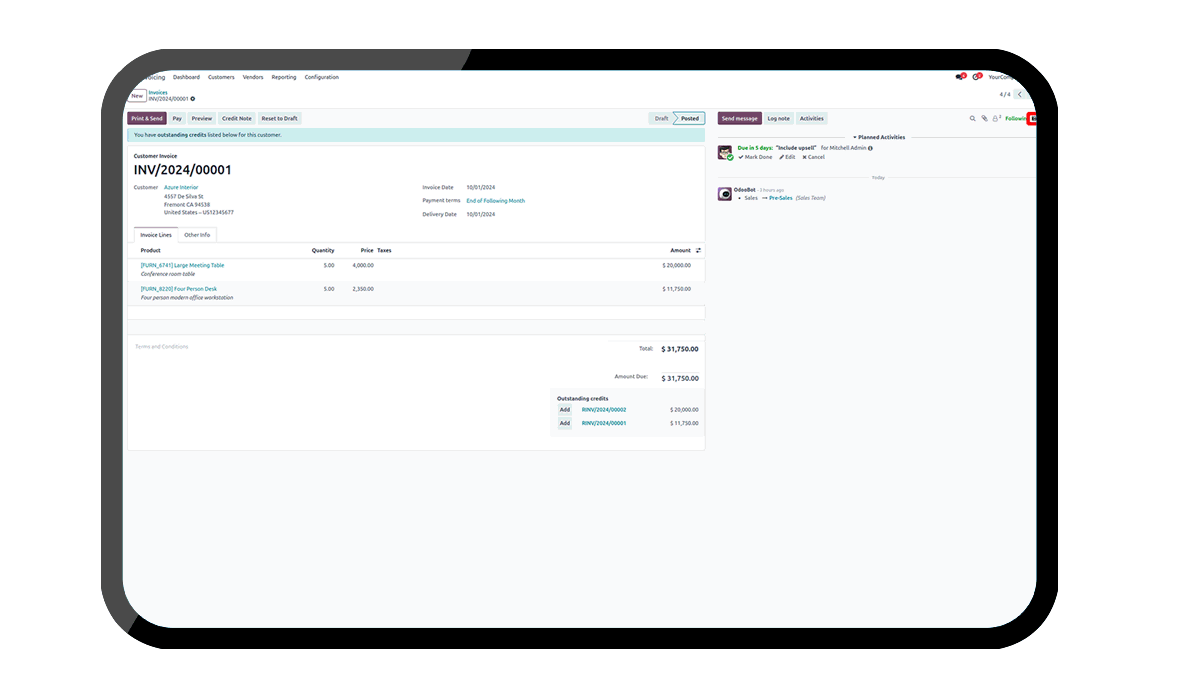 voicing Dashboard Customers Vendors Reporting Configuration
YourCom
New Invoices
INV/2024/00001
4 / 4
Print & Send Pay Preview Credit Note Reset to Draft Draft Posted
Send message Log note Activities Following
You have outstanding credits listed below for this customer.
Planned Activities
Due in 5 days: "Include upsell" for Mitchell Admin
Mark Done Edit Cancel
Today
OdooBot - 3 hours ago
• Sales → Pre-Sales (Sales Team)
Customer Invoice
INV/2024/00001
Customer Azure Interior
4557 De Silva St
Fremont CA 94538
United States – US12345677
Invoice Date 10/01/2024
Payment terms End of Following Month
Delivery Date 10/01/2024
Invoice Lines Other Info
Product Quantity Price Taxes Amount
[FURN_6741] Large Meeting Table 5.00 4,000.00 $ 20,000.00
Conference room table
[FURN_8220] Four Person Desk 5.00 2,350.00 $ 11,750.00
Four person modern office workstation
Terms and Conditions
Total: $ 31,750.00
Amount Due: $ 31,750.00
Outstanding credits
Add RINV/2024/00002 $ 20,000.00
Add RINV/2024/00001 $ 11,750.00